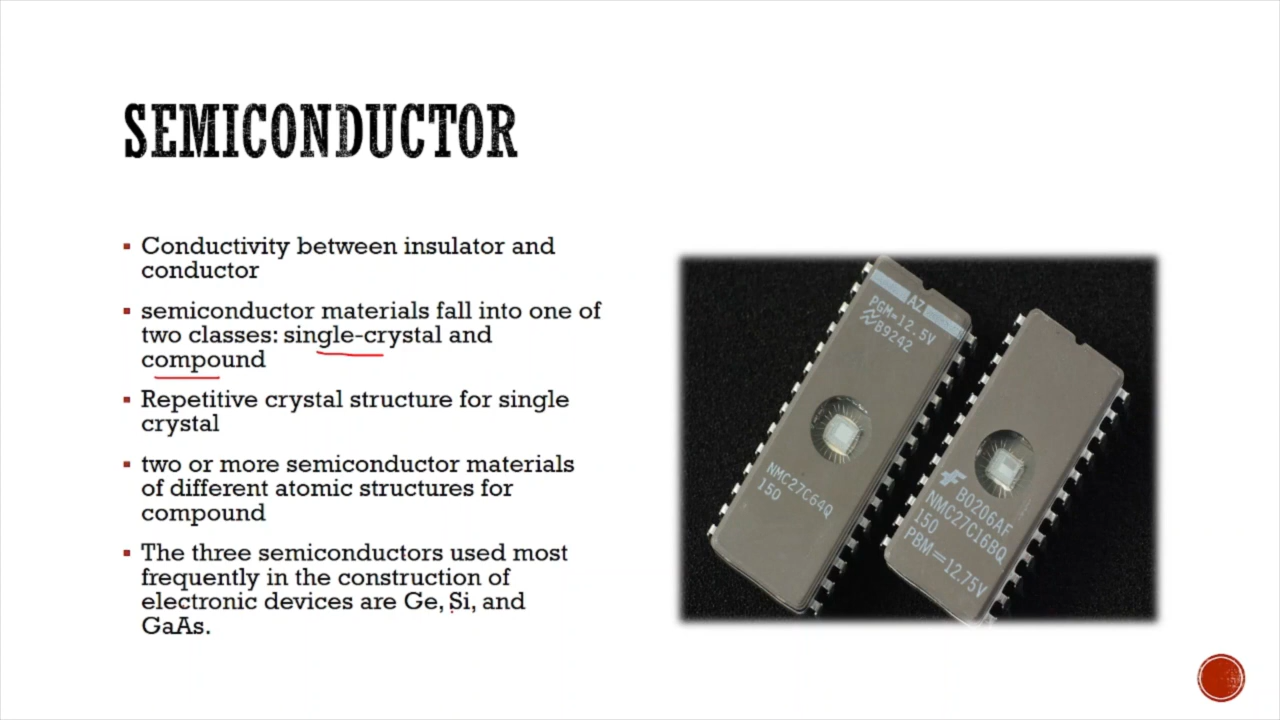 SEMICONDUCTOR
Conductivity between insulator and
conductor
semiconductor materials fall into one of
two classes: single-crystal and
compound
Repetitive crystal structure for single
crystal
two or more semiconductor materials
of different atomic structures for
compound
The three semiconductors used most
frequently in the construction of
electronic devices are Ge, Si, and
GaAs.
AZ
PGM=12.5V
B9242
NMC27C64Q
150
B0206AF
NMC27C16BQ
150
PBM=12.75V